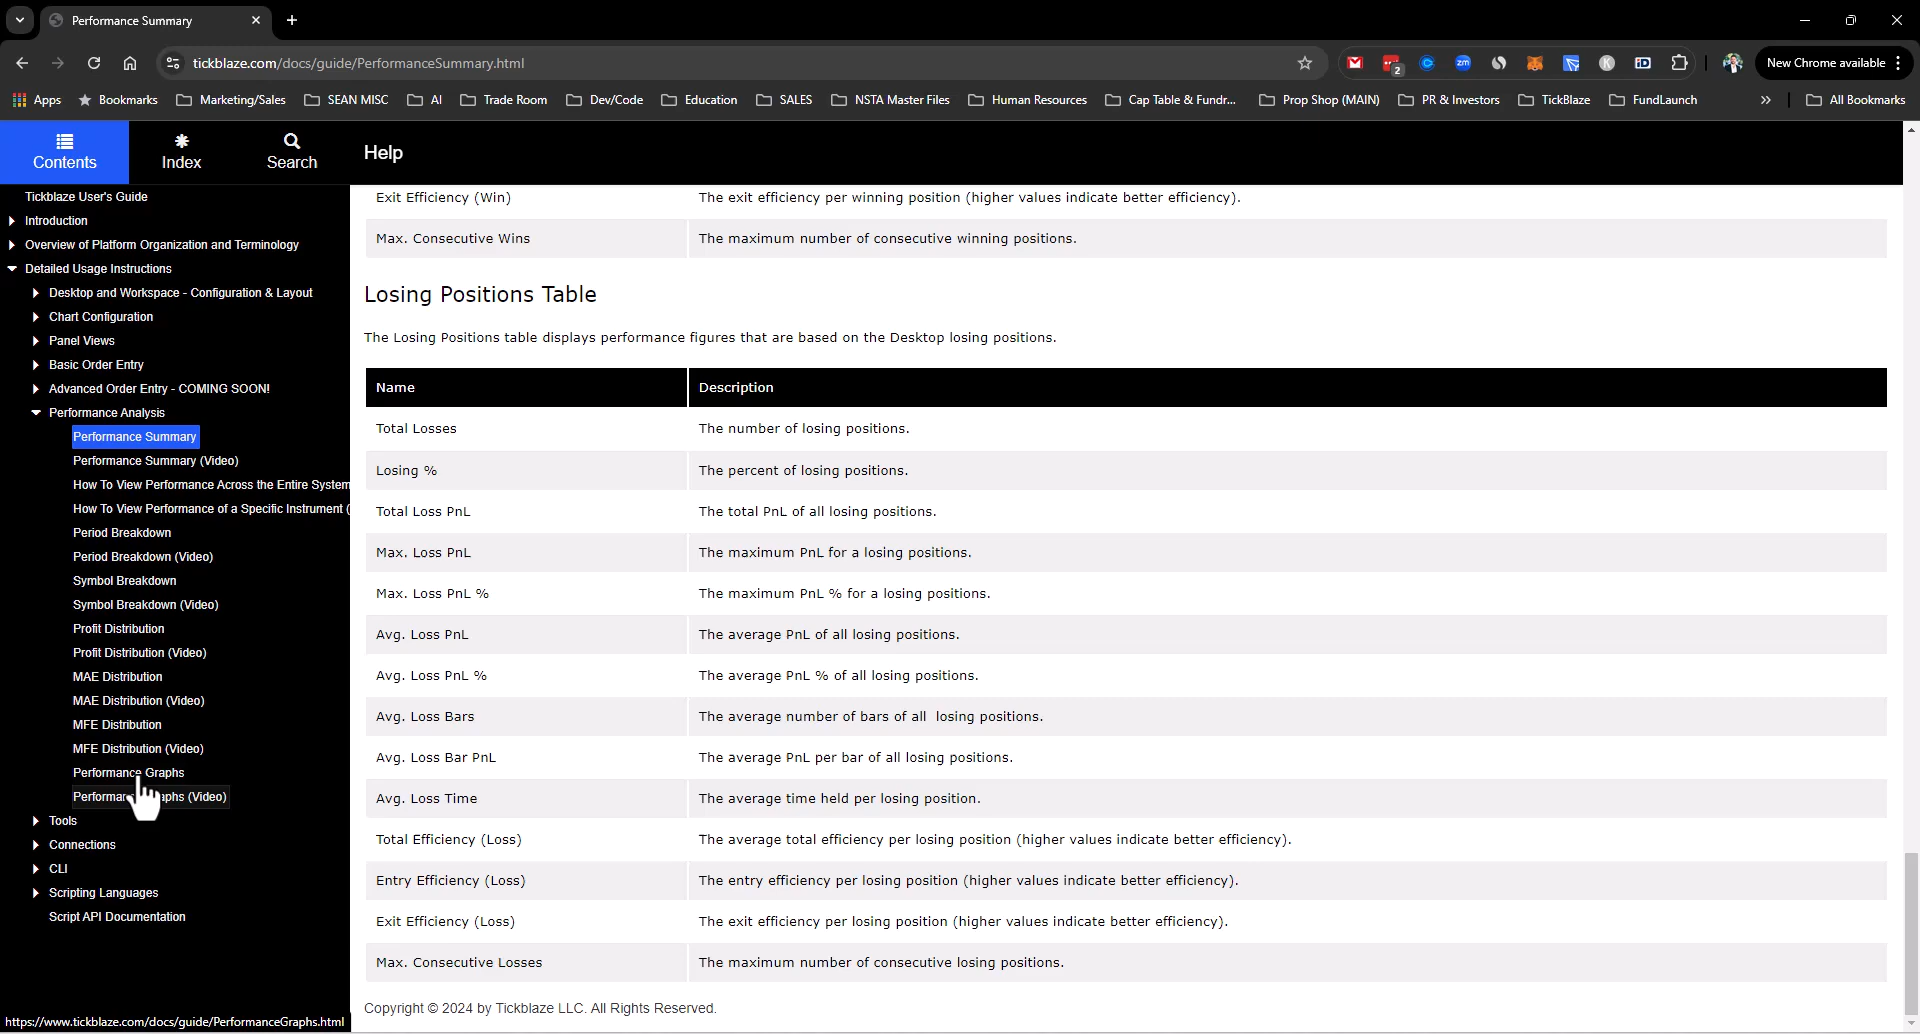 Performance Summary
tickblaze.com/docs/guide/PerformanceSummary.html
2
zm
K
New Chrome available
Apps
Bookmarks
Marketing/Sales
SEAN MISC
AI
Trade Room
Dev/Code
Education
SALES
NSTA Master Files
Human Resources
Cap Table & Fundr...
Prop Shop (MAIN)
PR & Investors
TickBlaze
FundLaunch
All Bookmarks
Contents
Index
Search
Help
Tickblaze User's Guide
Introduction
Overview of Platform Organization and Terminology
Detailed Usage Instructions
Desktop and Workspace - Configuration & Layout
Chart Configuration
Panel Views
Basic Order Entry
Advanced Order Entry - COMING SOON!
Performance Analysis
Performance Summary
Performance Summary (Video)
How To View Performance Across the Entire System
How To View Performance of a Specific Instrument (
Period Breakdown
Period Breakdown (Video)
Symbol Breakdown
Symbol Breakdown (Video)
Profit Distribution
Profit Distribution (Video)
MAE Distribution
MAE Distribution (Video)
MFE Distribution
MFE Distribution (Video)
Performance Graphs
(Video)
Tools
Connections
CLI
Scripting Languages
Script API Documentation
https://www.tickblaze.com/docs/guide/PerformanceGraphs.html
Exit Efficiency (Win) The exit efficiency per winning position (higher values indicate better efficiency).
Max. Consecutive Wins The maximum number of consecutive winning positions.
Losing Positions Table
The Losing Positions table displays performance figures that are based on the Desktop losing positions.
Name Description
Total Losses The number of losing positions.
Losing % The percent of losing positions.
Total Loss PnL The total PnL of all losing positions.
Max. Loss PnL The maximum PnL for a losing positions.
Max. Loss PnL % The maximum PnL % for a losing positions.
Avg. Loss PnL The average PnL of all losing positions.
Avg. Loss PnL % The average PnL % of all losing positions.
Avg. Loss Bars The average number of bars of all losing positions.
Avg. Loss Bar PnL The average PnL per bar of all losing positions.
Avg. Loss Time The average time held per losing position.
Total Efficiency (Loss) The average total efficiency per losing position (higher values indicate better efficiency).
Entry Efficiency (Loss) The entry efficiency per losing position (higher values indicate better efficiency).
Exit Efficiency (Loss) The exit efficiency per losing position (higher values indicate better efficiency).
Max. Consecutive Losses The maximum number of consecutive losing positions.
Copyright © 2024 by Tickblaze LLC. All Rights Reserved.